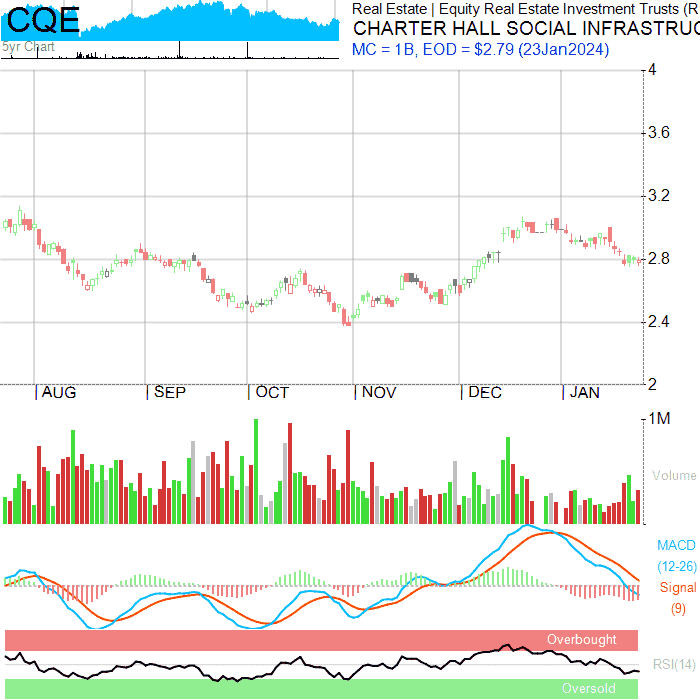 CQE
5yr Chart
Real Estate | Equity Real Estate Investment Trusts (R
CHARTER HALL SOCIAL INFRASTRUC
MC = 1B, EOD = $2.79 (23Jan2024)
4
3.6
3.2
2.8
2.4
2
| AUG | SEP | OCT | NOV | DEC | JAN
1M
Volume
MACD
(12-26)
Signal
(9)
Overbought
RSI(14)
Oversold